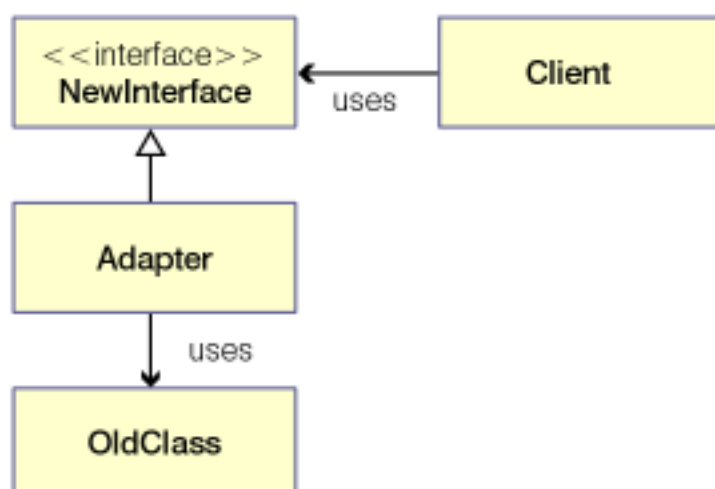 <<interface>>
NewInterface
Client
uses
Adapter
uses
OldClass